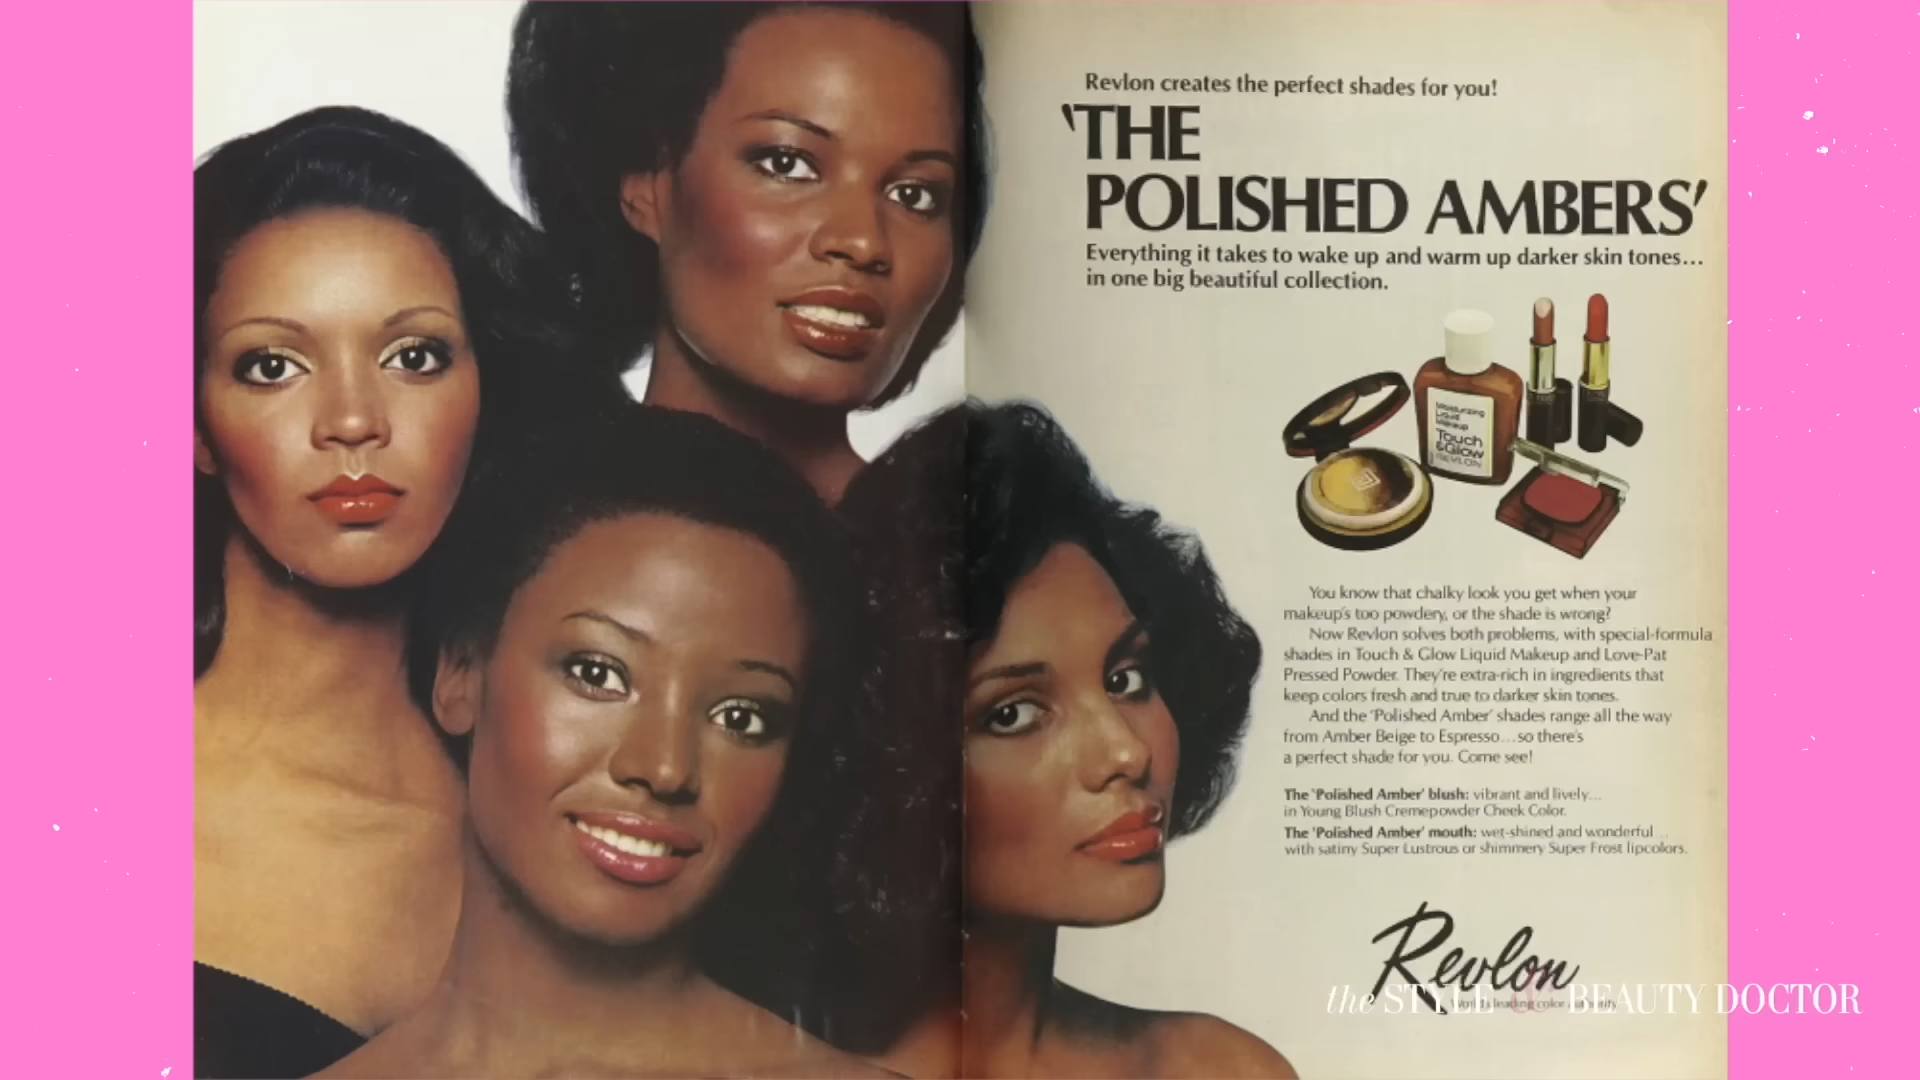 Revlon creates the perfect shades for you!
'THE
POLISHED AMBERS'
Everything it takes to wake up and warm up darker skin tones...
in one big beautiful collection.
Moisturizing
Liquid
Makeup
Touch
&Glow
REVLON
You know that chalky look you get when your
makeup's too powdery, or the shade is wrong?
Now Revlon solves both problems, with special-formula
shades in Touch & Glow Liquid Makeup and Love-Pat
Pressed Powder. They're extra-rich in ingredients that
keep colors fresh and true to darker skin tones.
And the 'Polished Amber' shades range all the way
from Amber Beige to Espresso...so there's
a perfect shade for you. Come see!
The 'Polished Amber' blush: vibrant and lively...
in Young Blush Cremepowder Cheek Color.
The 'Polished Amber' mouth: wet-shined and wonderful...
with satiny Super Lustrous or shimmery Super Frost lipcolors.
Revlon
World's leading color
the STYLE & BEAUTY DOCTOR